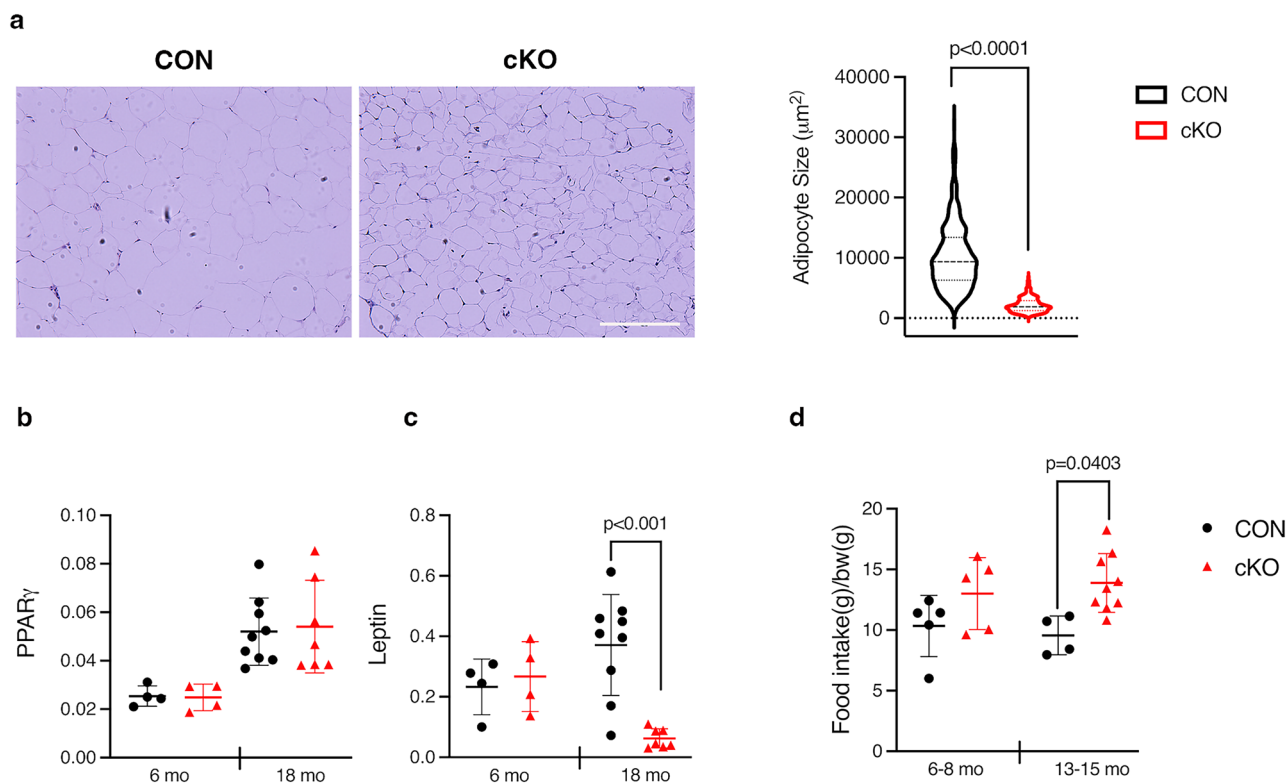 a
CON
cKO
p<0.0001
40000
30000
20000
10000
0
Adipocyte Size (μm2)
CON
cKO
b
c
d
0.10
0.08
0.06
0.04
0.02
0.00
PPARγ
6 mo
18 mo
p<0.001
0.8
0.6
0.4
0.2
0.0
Leptin
6 mo
18 mo
p=0.0403
20
15
10
5
0
Food intake(g)/bw(g)
6-8 mo
13-15 mo
CON
cKO